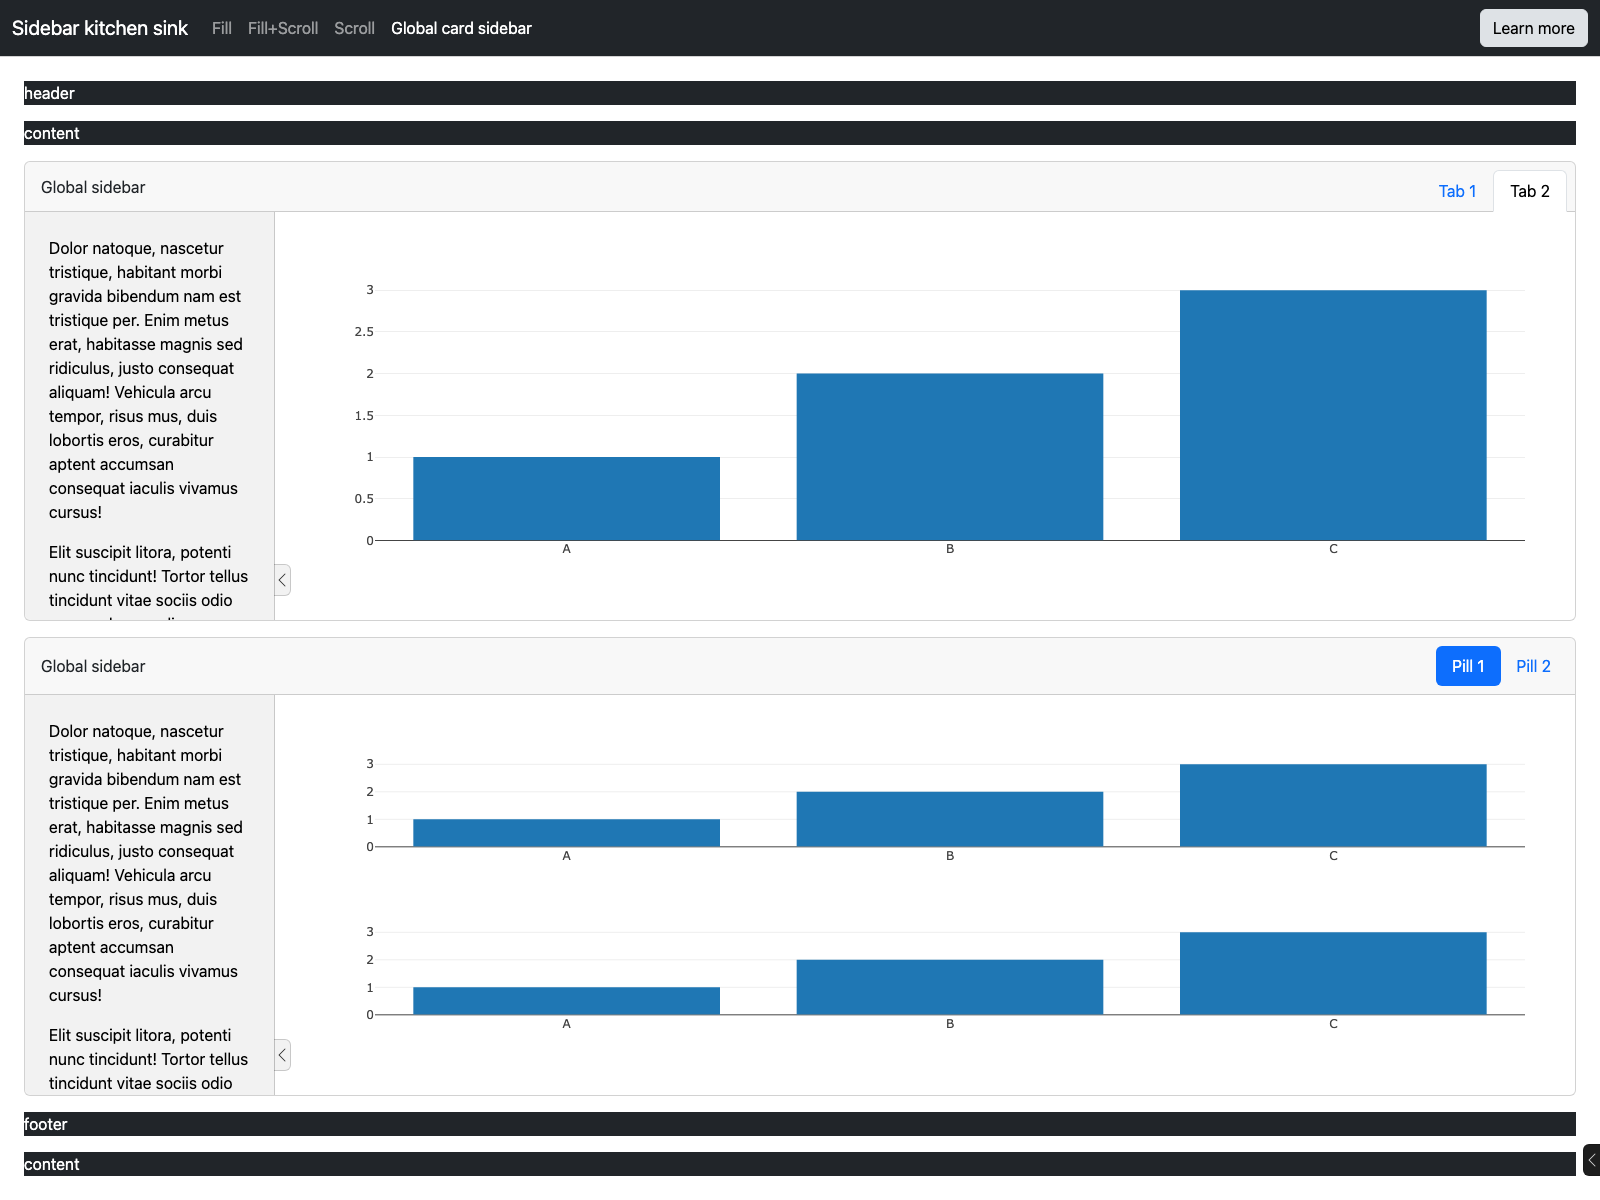 Sidebar kitchen sink Fill Fill+Scroll Scroll Global card sidebar Learn more
header
content
Global sidebar Tab 1 Tab 2
Dolor natoque, nascetur
tristique, habitant morbi
gravida bibendum nam est
tristique per. Enim metus
erat, habitasse magnis sed
ridiculus, justo consequat
aliquam! Vehicula arcu
tempor, risus mus, duis
lobortis eros, curabitur
aptent accumsan
consequat iaculis vivamus
cursus!
Elit suscipit litora, potenti
nunc tincidunt! Tortor tellus
tincidunt vitae sociis odio
3
2.5
2
1.5
1
0.5
0
A B C
Global sidebar Pill 1 Pill 2
Dolor natoque, nascetur
tristique, habitant morbi
gravida bibendum nam est
tristique per. Enim metus
erat, habitasse magnis sed
ridiculus, justo consequat
aliquam! Vehicula arcu
tempor, risus mus, duis
lobortis eros, curabitur
aptent accumsan
consequat iaculis vivamus
cursus!
Elit suscipit litora, potenti
nunc tincidunt! Tortor tellus
tincidunt vitae sociis odio
3
2
1
0
A B C
3
2
1
0
A B C
footer
content